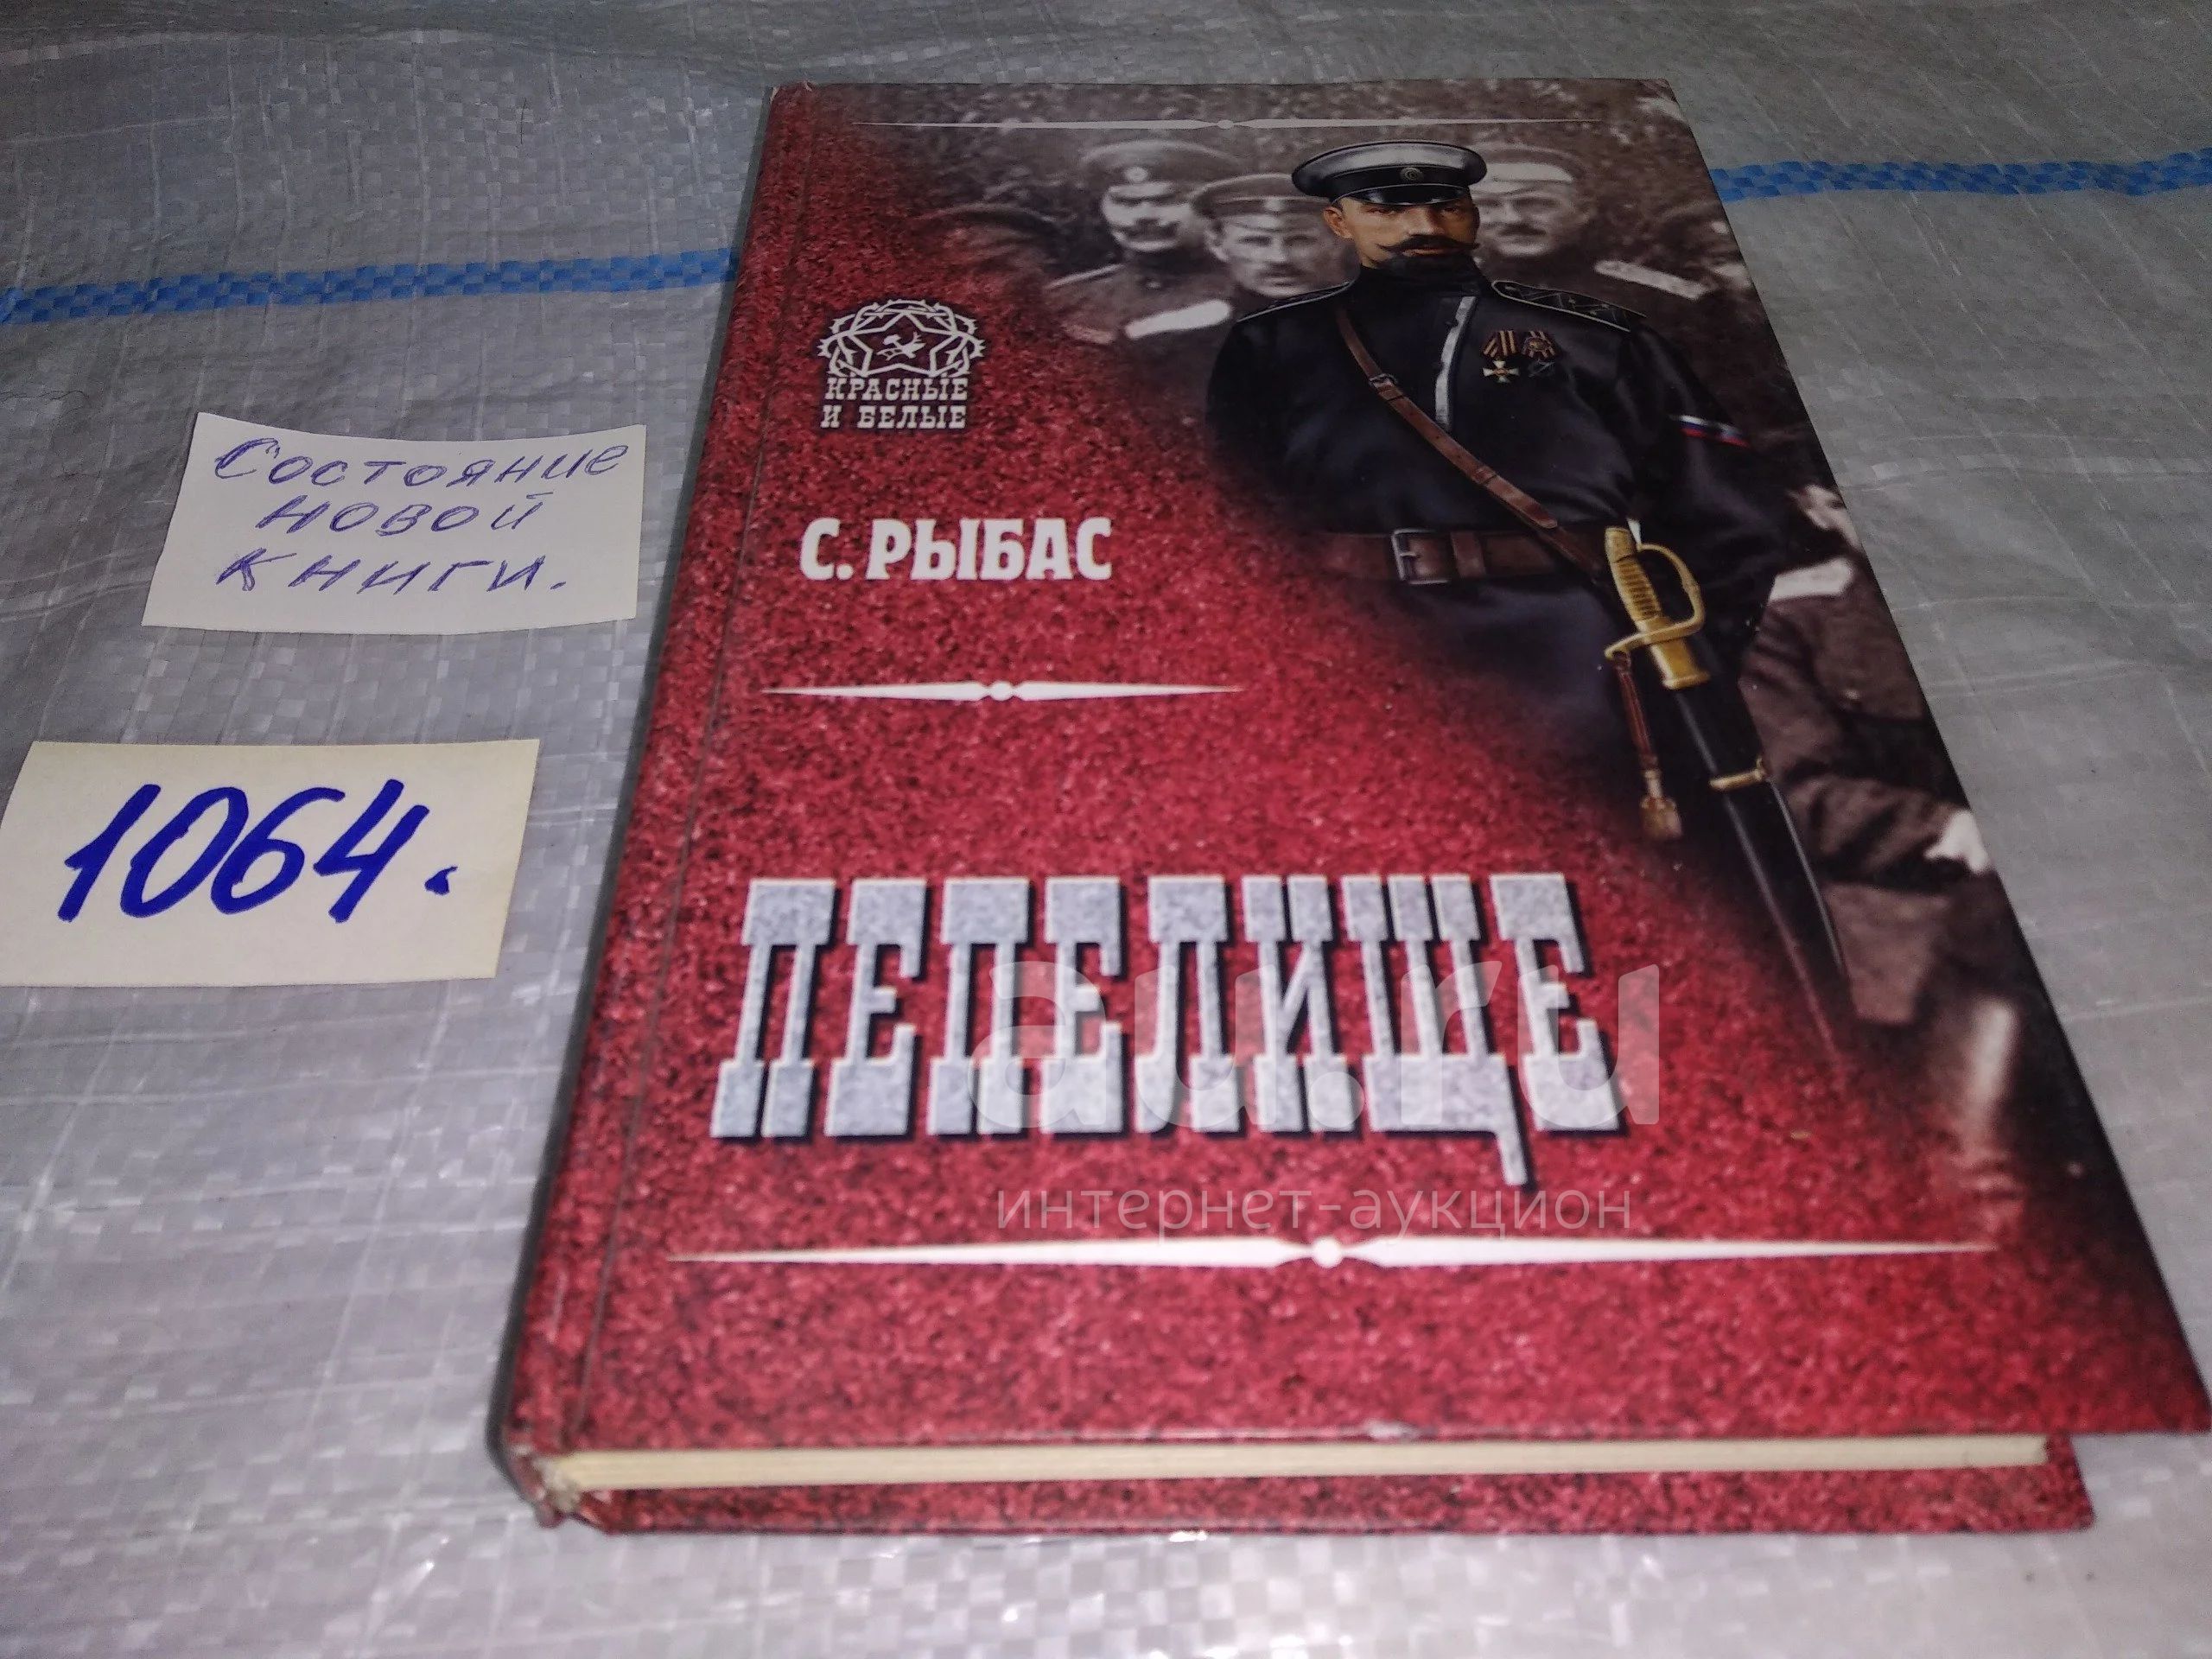 Состояние
новой
книги.
1064.
КРАСНЫЕ
И БЕЛЫЕ
С. РЫБАС
ПЕПЕЛИЩЕ
au.ru
интернет-аукцион